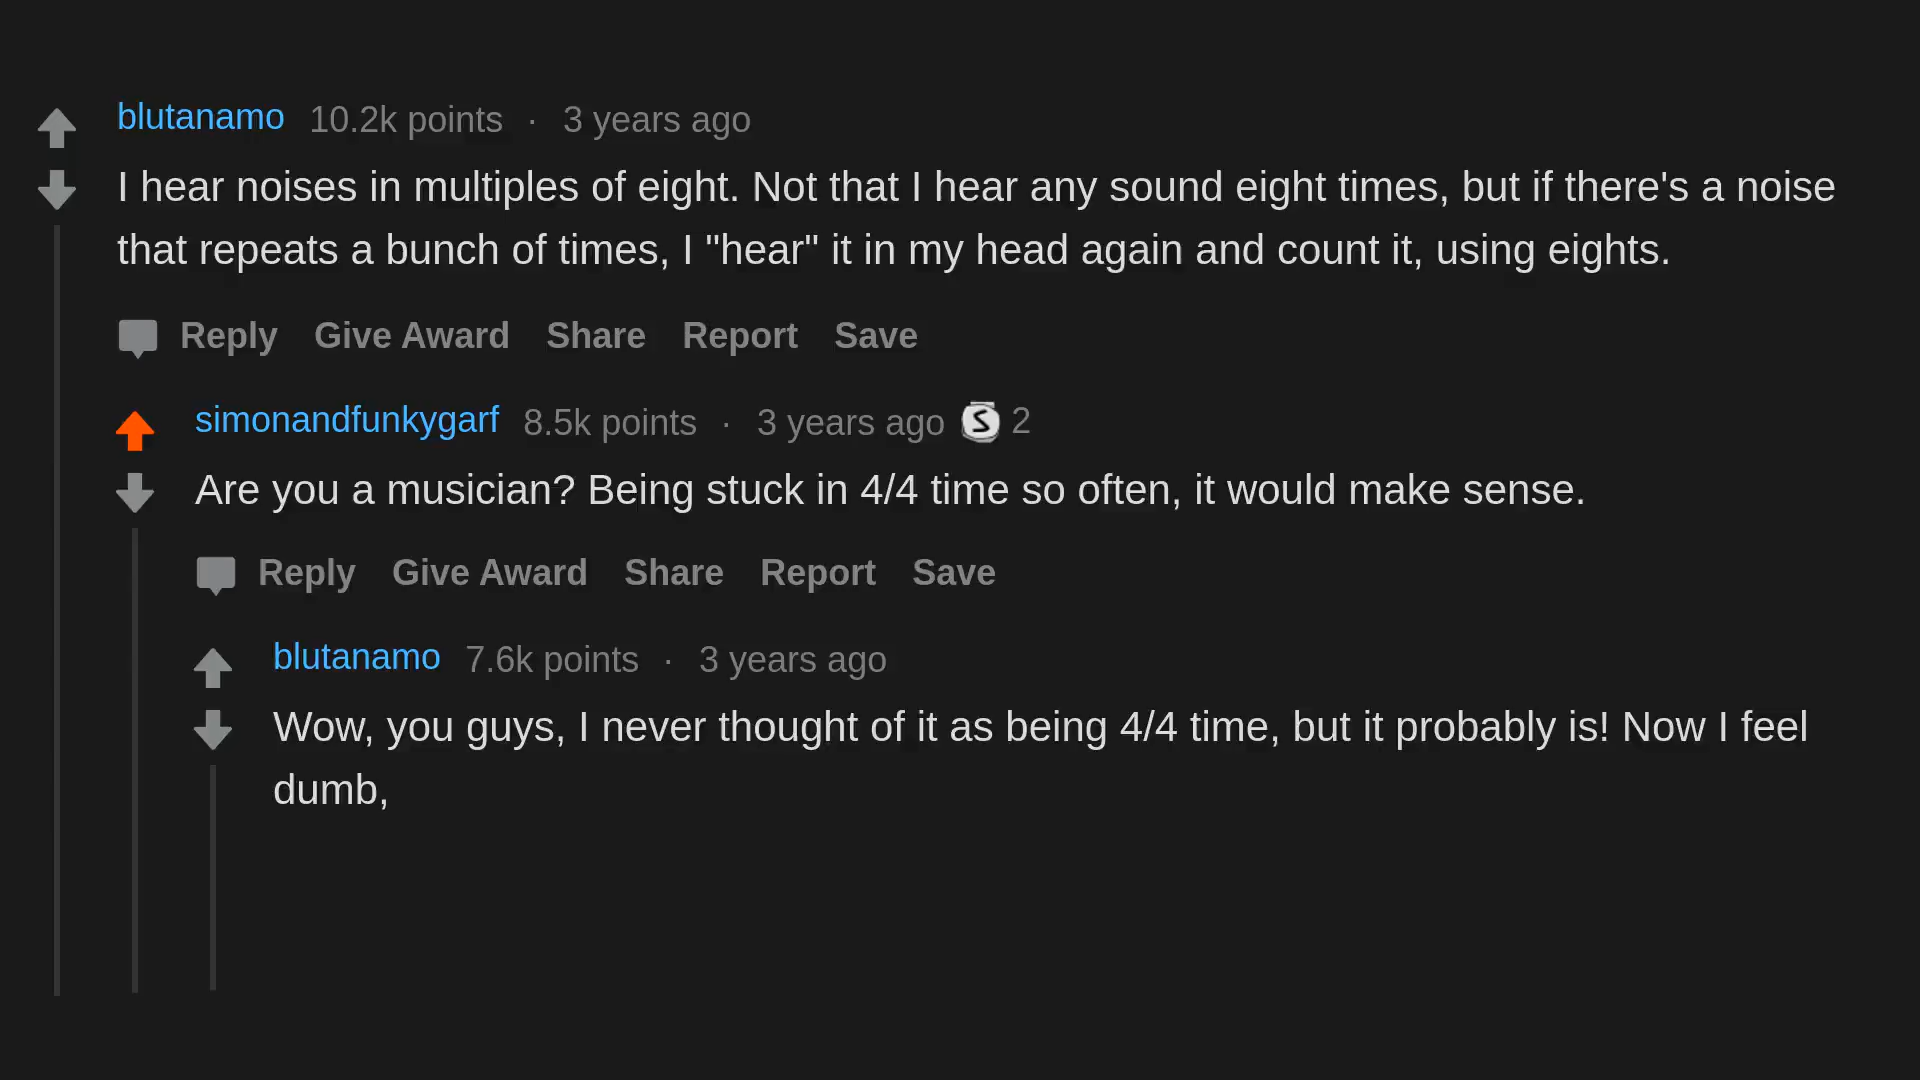 blutanamo 10.2k points · 3 years ago
I hear noises in multiples of eight. Not that I hear any sound eight times, but if there's a noise
that repeats a bunch of times, I "hear" it in my head again and count it, using eights.
Reply Give Award Share Report Save
simonandfunkygarf 8.5k points · 3 years ago S 2
Are you a musician? Being stuck in 4/4 time so often, it would make sense.
Reply Give Award Share Report Save
blutanamo 7.6k points · 3 years ago
Wow, you guys, I never thought of it as being 4/4 time, but it probably is! Now I feel
dumb,